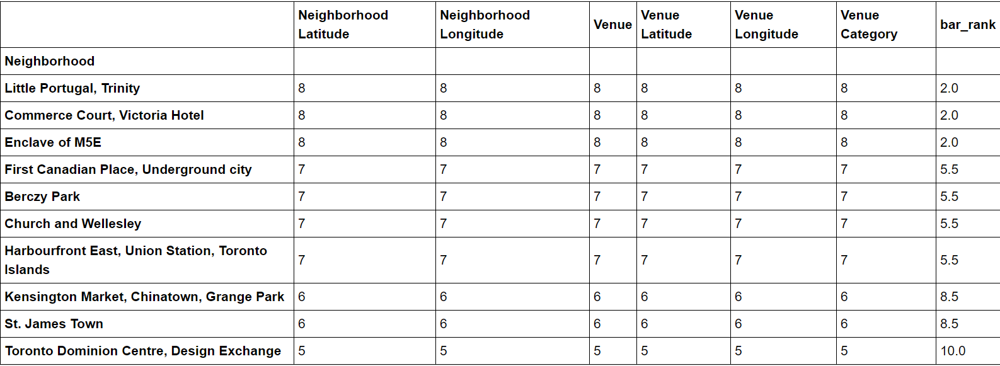 Neighborhood Latitude Neighborhood Longitude Venue Venue Latitude Venue Longitude Venue Category bar_rank
Neighborhood
Little Portugal, Trinity 8 8 8 8 8 8 2.0
Commerce Court, Victoria Hotel 8 8 8 8 8 8 2.0
Enclave of M5E 8 8 8 8 8 8 2.0
First Canadian Place, Underground city 7 7 7 7 7 7 5.5
Berczy Park 7 7 7 7 7 7 5.5
Church and Wellesley 7 7 7 7 7 7 5.5
Harbourfront East, Union Station, Toronto Islands 7 7 7 7 7 7 5.5
Kensington Market, Chinatown, Grange Park 6 6 6 6 6 6 8.5
St. James Town 6 6 6 6 6 6 8.5
Toronto Dominion Centre, Design Exchange 5 5 5 5 5 5 10.0